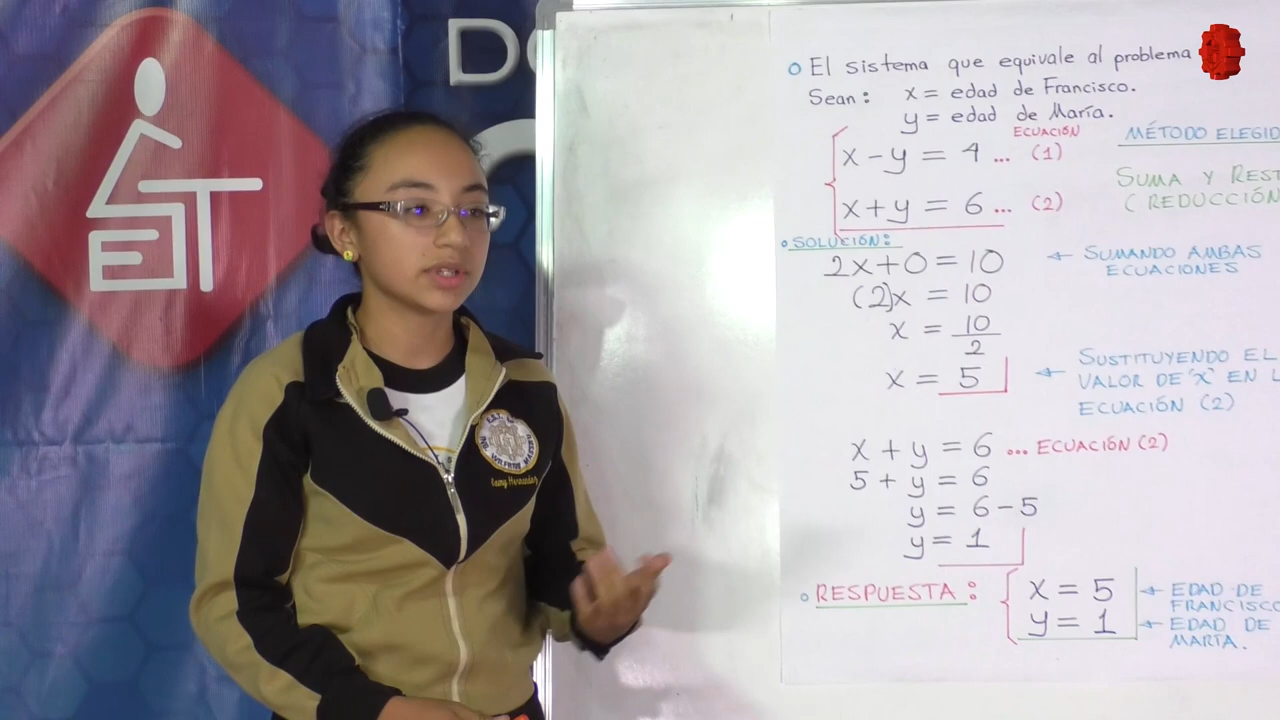 El sistema que equivale al problema
Sean: x = edad de Francisco.
y = edad de María.
ECUACIÓN
x - y = 4 ... (1)
x + y = 6 ... (2)
MÉTODO ELEGID
SUMA Y REST
(REDUCCIÓN
SOLUCIÓN:
2x + 0 = 10
(2)x = 10
x = 10
2
x = 5
SUMANDO AMBAS
ECUACIONES
SUSTITUYENDO EL
VALOR DE "X" EN L
ECUACIÓN (2)
x + y = 6 ... ECUACIÓN (2)
5 + y = 6
y = 6 - 5
y = 1
RESPUESTA:
x = 5
y = 1
EDAD DE
FRANCISCO
EDAD DE
MARÍA.